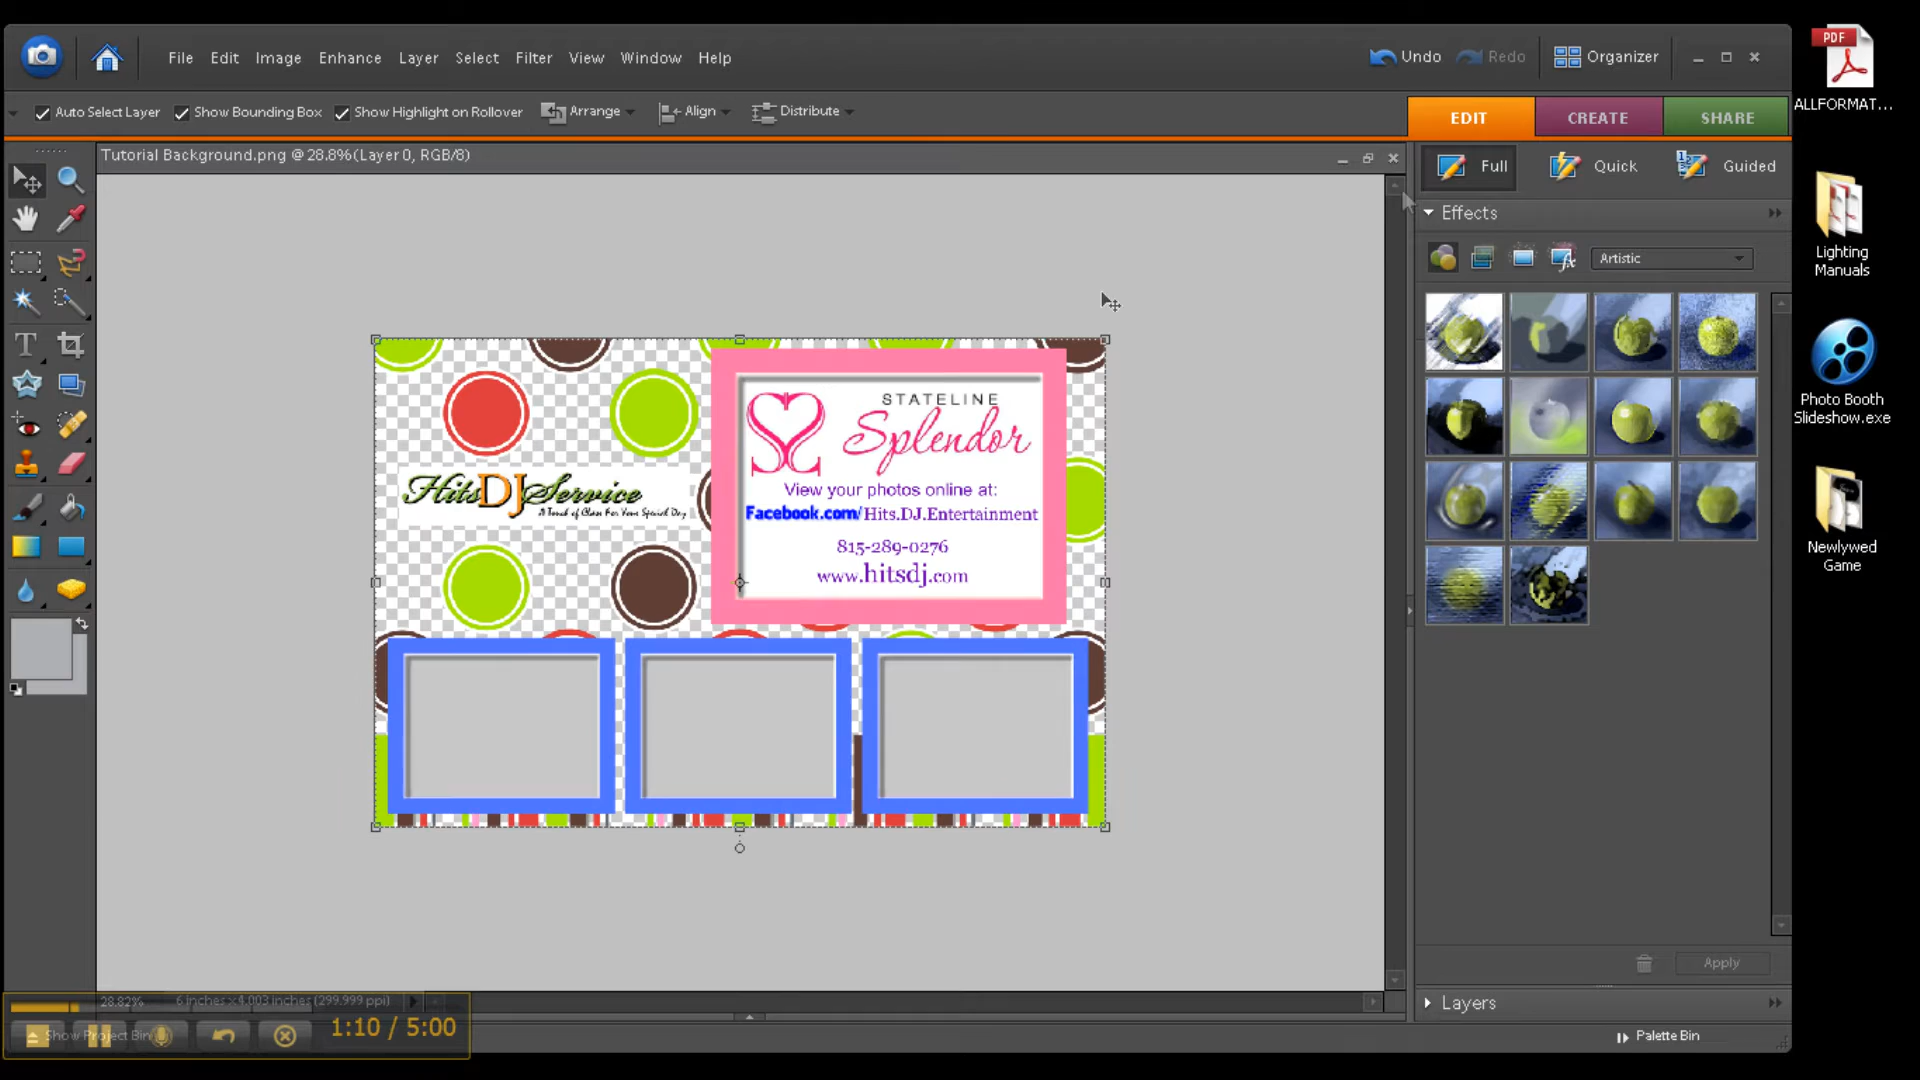 File Edit Image Enhance Layer Select Filter View Window Help
Undo Redo Organizer
Auto Select Layer Show Bounding Box Show Highlight on Rollover Arrange Align Distribute
EDIT CREATE SHARE
Tutorial Background.png @ 28.8% (Layer 0, RGB/8)
Full Quick Guided
Effects
Artistic
STATELINE
Splendor
View your photos online at:
Facebook.com/Hits.DJ.Entertainment
815-289-0276
www.hitsdj.com
Hits DJ Service
A Touch of Class For Your Special Day
Apply
Layers
Palette Bin
28.82% 6 inches x 4.003 inches (299.999 ppi)
Show Project Bin
1:10 / 5:00
PDF
ALLFORMAT...
Lighting
Manuals
Photo Booth
Slideshow.exe
Newlywed
Game